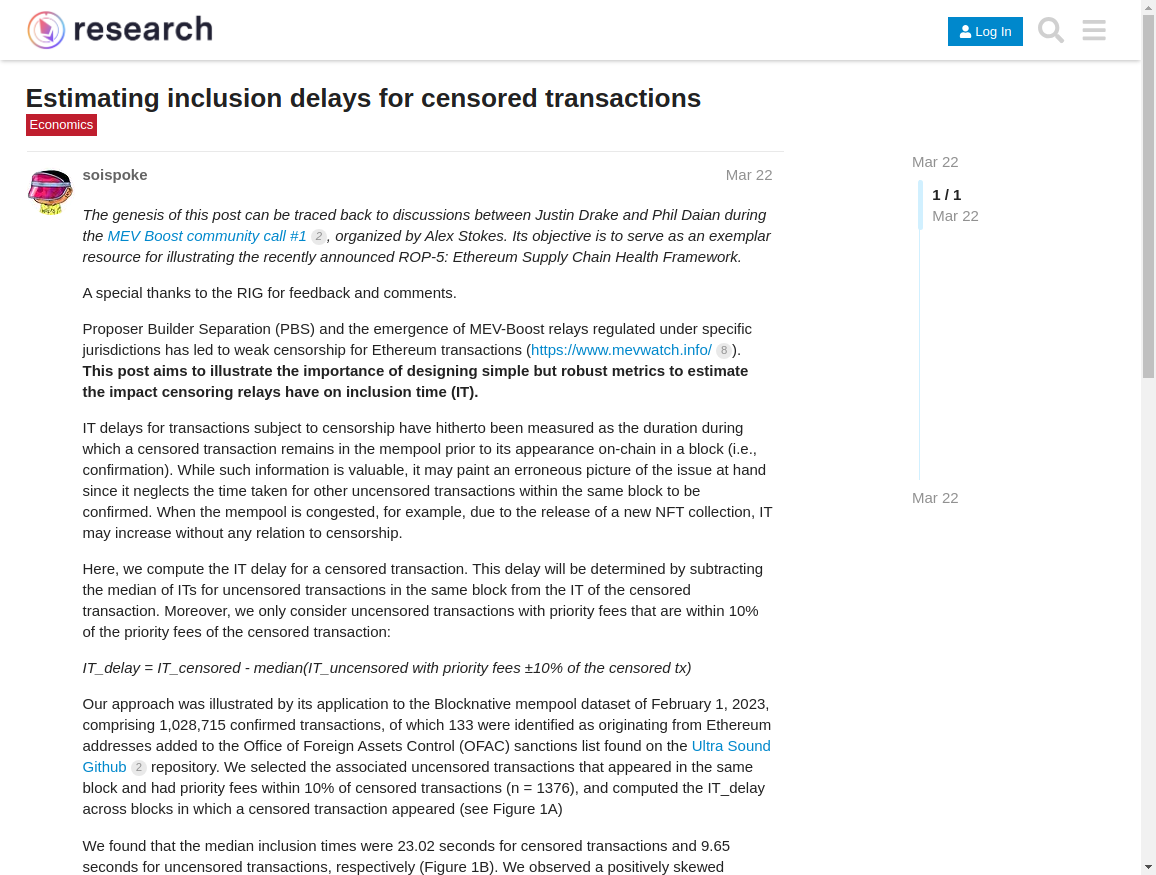 research
Log In
Estimating inclusion delays for censored transactions
Economics
Mar 22
soispoke
Mar 22
1 / 1
Mar 22
The genesis of this post can be traced back to discussions between Justin Drake and Phil Daian during
the MEV Boost community call #1 2, organized by Alex Stokes. Its objective is to serve as an exemplar
resource for illustrating the recently announced ROP-5: Ethereum Supply Chain Health Framework.
A special thanks to the RIG for feedback and comments.
Proposer Builder Separation (PBS) and the emergence of MEV-Boost relays regulated under specific
jurisdictions has led to weak censorship for Ethereum transactions (https://www.mevwatch.info/ 8).
This post aims to illustrate the importance of designing simple but robust metrics to estimate
the impact censoring relays have on inclusion time (IT).
IT delays for transactions subject to censorship have hitherto been measured as the duration during
which a censored transaction remains in the mempool prior to its appearance on-chain in a block (i.e.,
confirmation). While such information is valuable, it may paint an erroneous picture of the issue at hand
since it neglects the time taken for other uncensored transactions within the same block to be
confirmed. When the mempool is congested, for example, due to the release of a new NFT collection, IT
may increase without any relation to censorship.
Mar 22
Here, we compute the IT delay for a censored transaction. This delay will be determined by subtracting
the median of ITs for uncensored transactions in the same block from the IT of the censored
transaction. Moreover, we only consider uncensored transactions with priority fees that are within 10%
of the priority fees of the censored transaction:
IT_delay = IT_censored - median(IT_uncensored with priority fees ±10% of the censored tx)
Our approach was illustrated by its application to the Blocknative mempool dataset of February 1, 2023,
comprising 1,028,715 confirmed transactions, of which 133 were identified as originating from Ethereum
addresses added to the Office of Foreign Assets Control (OFAC) sanctions list found on the Ultra Sound
Github 2 repository. We selected the associated uncensored transactions that appeared in the same
block and had priority fees within 10% of censored transactions (n = 1376), and computed the IT_delay
across blocks in which a censored transaction appeared (see Figure 1A)
We found that the median inclusion times were 23.02 seconds for censored transactions and 9.65
seconds for uncensored transactions, respectively (Figure 1B). We observed a positively skewed